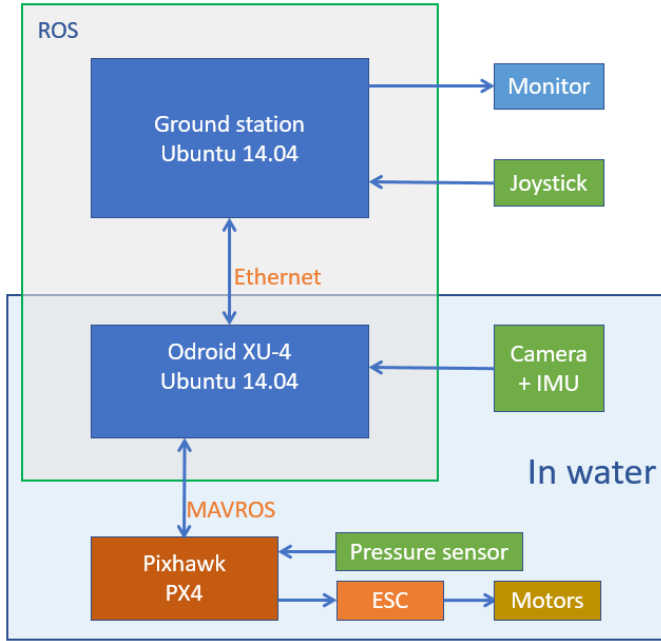 ROS
Ground station
Ubuntu 14.04
Monitor
Joystick
Ethernet
Odroid XU-4
Ubuntu 14.04
Camera
+ IMU
In water
MAVROS
Pixhawk
PX4
Pressure sensor
ESC
Motors